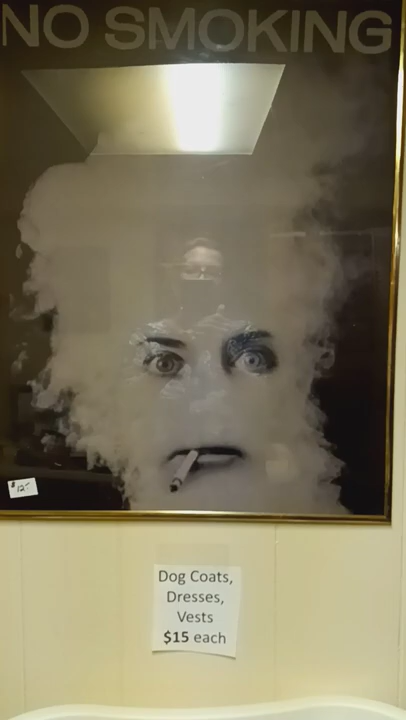 NO SMOKING
$12-
Dog Coats,
Dresses,
Vests
$15 each